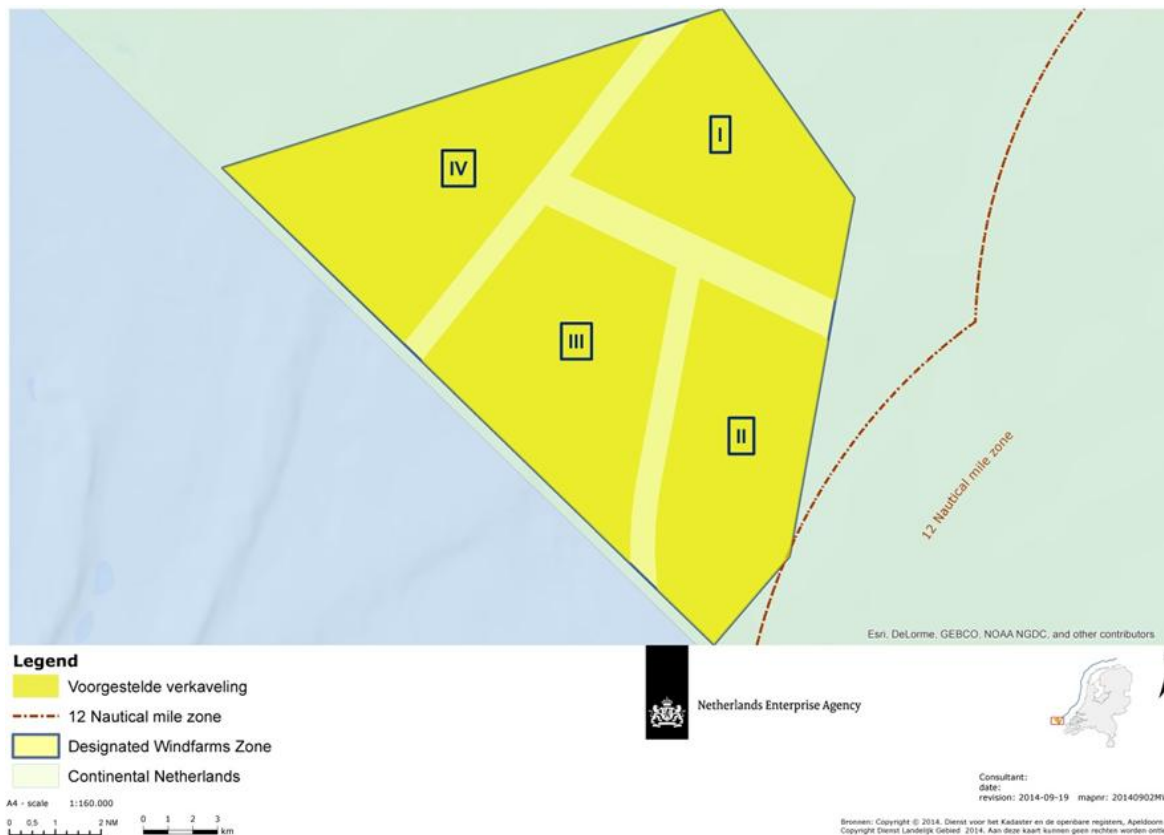 I
IV
III
II
12 Nautical mile zone
Esri, DeLorme, GEBCO, NOAA NGDC, and other contributors
Legend
Voorgestelde verkaveling
12 Nautical mile zone
Designated Windfarms Zone
Continental Netherlands
A4 - scale 1:160.000
0 0,5 1 2 NM
0 1 2 3
km
Netherlands Enterprise Agency
Consultant:
date:
revision: 2014-09-19 mapnr: 20140902M
Bronnen: Copyright © 2014, Dienst voor het Kadaster en de openbare registers, Apeldoorn
Copyright Dienst Landelijk Gebied 2014. Aan deze kaart kunnen geen rechten worden